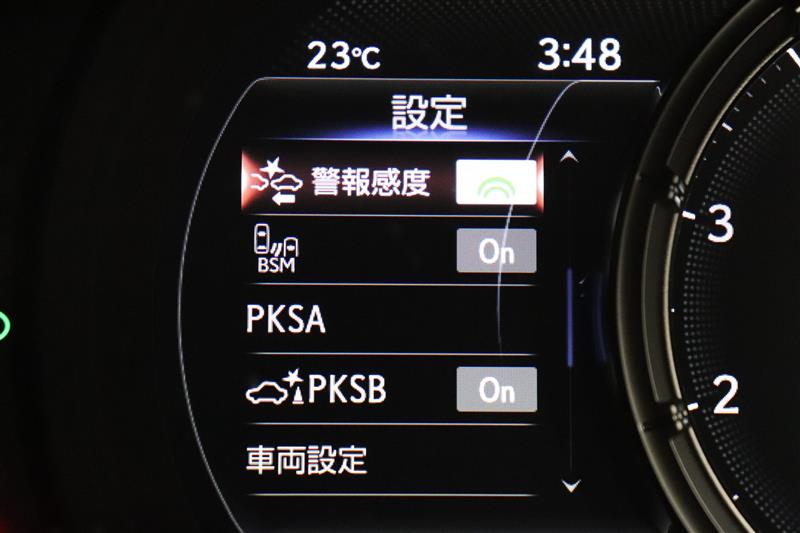 23℃ 3:48
設定
警報感度
BSM On
PKSA
PKSB On
車両設定
3
2